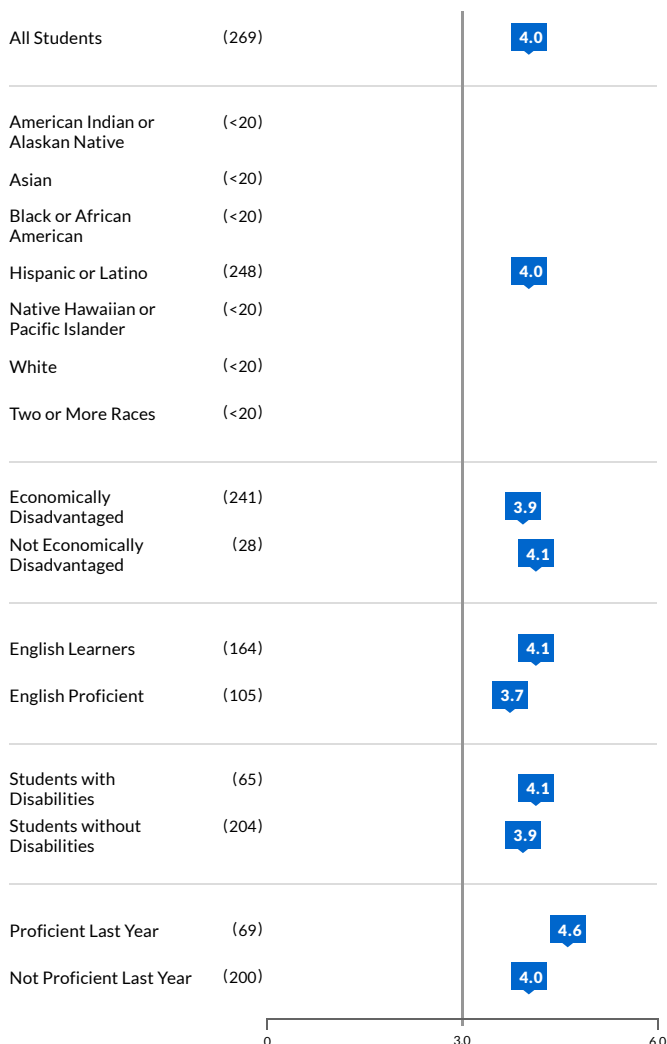 All Students (269) 4.0
American Indian or (<20)
Alaskan Native
Asian (<20)
Black or African (<20)
American
Hispanic or Latino (248) 4.0
Native Hawaiian or (<20)
Pacific Islander
White (<20)
Two or More Races (<20)
Economically (241) 3.9
Disadvantaged
Not Economically (28) 4.1
Disadvantaged
English Learners (164) 4.1
English Proficient (105) 3.7
Students with (65) 4.1
Disabilities
Students without (204) 3.9
Disabilities
Proficient Last Year (69) 4.6
Not Proficient Last Year (200) 4.0
0 3.0 6.0